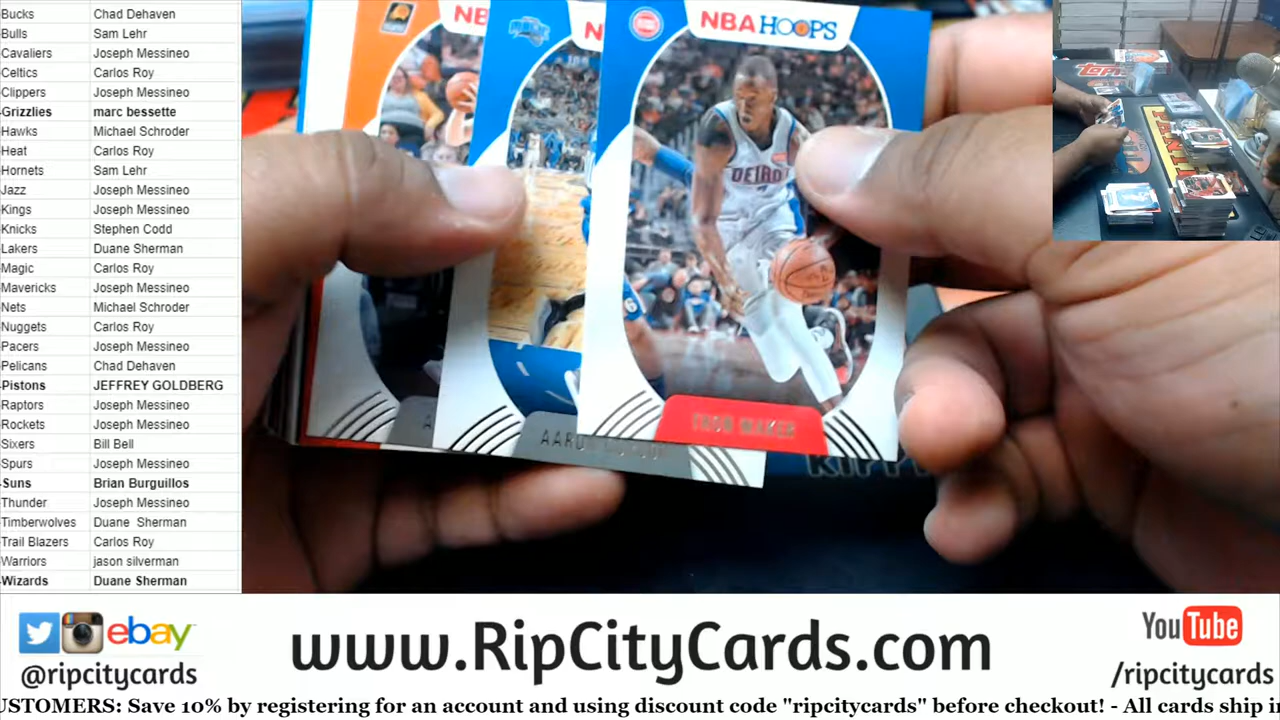 Bucks Chad Dehaven
Bulls Sam Lehr
Cavaliers Joseph Messineo
Celtics Carlos Roy
Clippers Joseph Messineo
Grizzlies marc bessette
Hawks Michael Schroder
Heat Carlos Roy
Hornets Sam Lehr
Jazz Joseph Messineo
Kings Joseph Messineo
Knicks Stephen Codd
Lakers Duane Sherman
Magic Carlos Roy
Mavericks Joseph Messineo
Nets Michael Schroder
Nuggets Carlos Roy
Pacers Joseph Messineo
Pelicans Chad Dehaven
Pistons JEFFREY GOLDBERG
Raptors Joseph Messineo
Rockets Joseph Messineo
Sixers Bill Bell
Spurs Joseph Messineo
Suns Brian Burguillos
Thunder Joseph Messineo
Timberwolves Duane Sherman
Trail Blazers Carlos Roy
Warriors jason silverman
Wizards Duane Sherman
NB
N
NBA HOOPS
DETROIT
THON MAKER
www.RipCityCards.com
ebay
@ripcitycards
You Tube
/ripcitycards
USTOMERS: Save 10% by registering for an account and using discount code "ripcitycards" before checkout! - All cards ship in